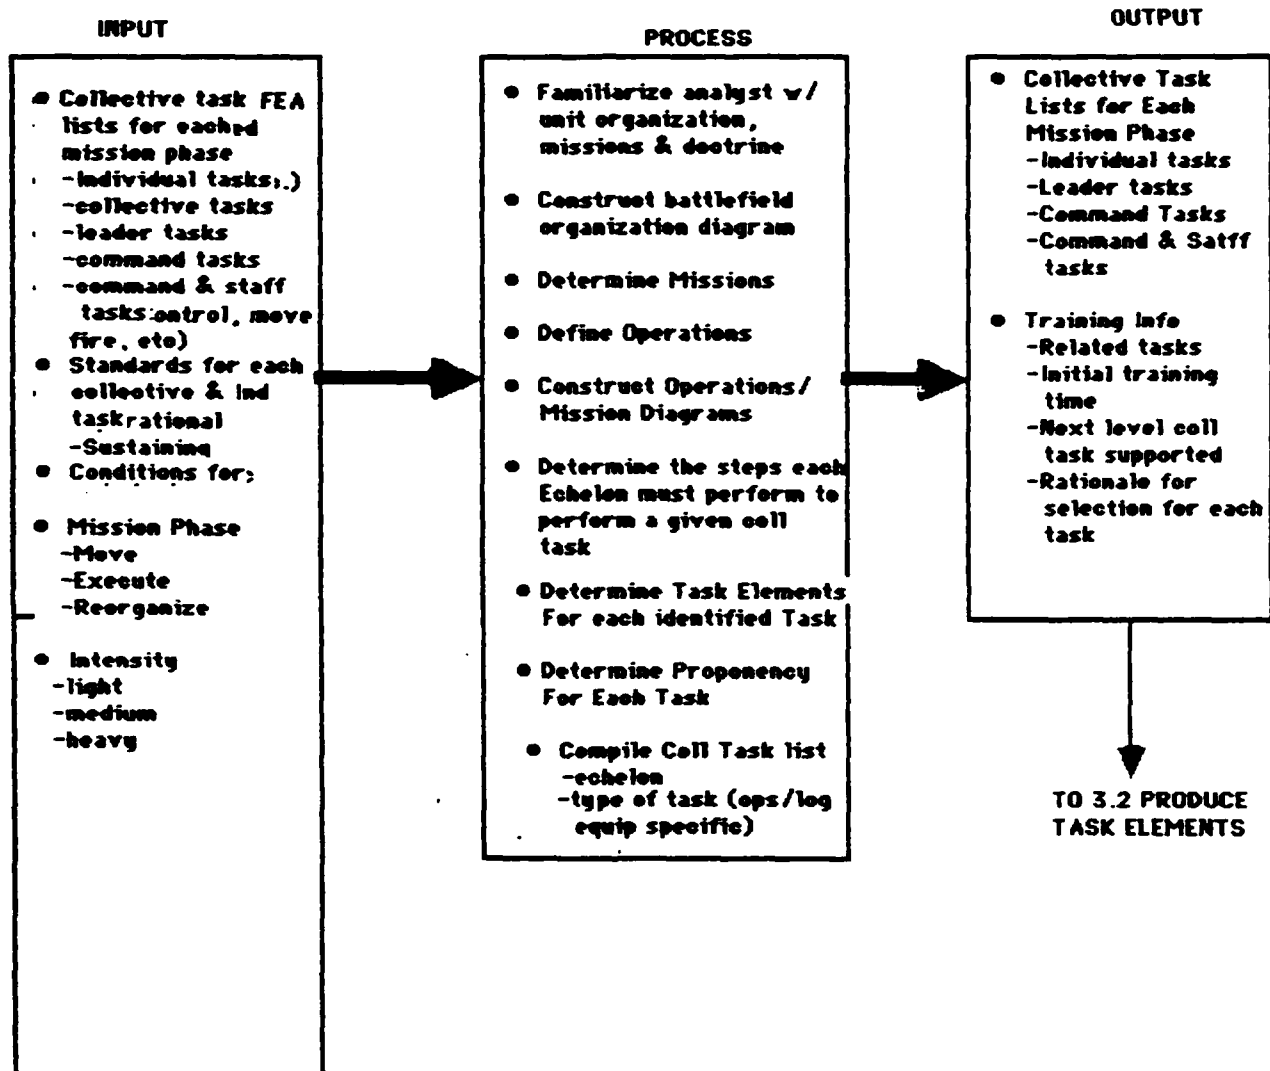 INPUT
● Collective task FEA
lists for eached
mission phase
-Individual tasks;.)
-collective tasks
-leader tasks
-command tasks
-command & staff
tasks:ontrol, move
fire, etc)
● Standards for each
collective & ind
taskrational
-Sustaining
● Conditions for;
● Mission Phase
-Move
-Execute
-Reorganize
● Intensity
-light
-medium
-heavy
PROCESS
● Familiarize analyst w/
unit organization,
missions & doctrine
● Construct battlefield
organization diagram
● Determine Missions
● Define Operations
● Construct Operations/
Mission Diagrams
● Determine the steps each
Echelon must perform to
perform a given coll
task
● Determine Task Elements
For each identified Task
● Determine Proponency
For Each Task
● Compile Coll Task list
-echelon
-type of task (ops/log
equip specific)
OUTPUT
● Collective Task
Lists for Each
Mission Phase
-Individual tasks
-Leader tasks
-Command Tasks
-Command & Satff
tasks
● Training Info
-Related tasks
-Initial training
time
-Next level coll
task supported
-Rationale for
selection for each
task
TO 3.2 PRODUCE
TASK ELEMENTS